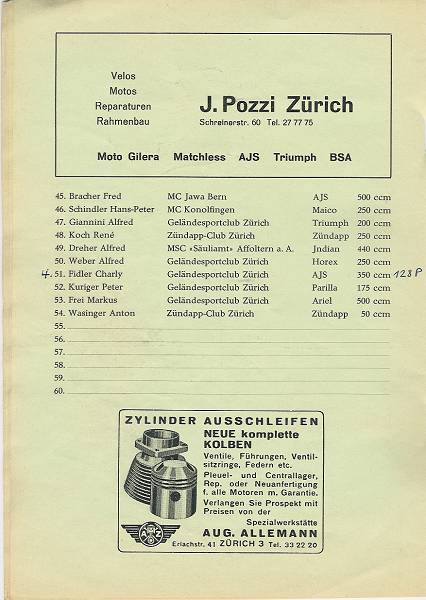 Velos
Motos
Reparaturen
Rahmenbau
J. Pozzi Zürich
Schreinerstr. 60 Tel. 27 77 75
Moto Gilera Matchless AJS Triumph BSA
45. Bracher Fred MC Jawa Bern AJS 500 ccm
46. Schindler Hans-Peter MC Konolfingen Maico 250 ccm
47. Giannini Alfred Geländesportclub Zürich Triumph 200 ccm
48. Koch René Zündapp-Club Zürich Zündapp 250 ccm
49. Dreher Alfred MSC «Säuliamt» Affoltern a. A. Jndian 440 ccm
50. Weber Alfred Geländesportclub Zürich Horex 250 ccm
4. 51. Fidler Charly Geländesportclub Zürich AJS 350 ccm 128 P
52. Kuriger Peter Geländesportclub Zürich Parilla 175 ccm
53. Frei Markus Geländesportclub Zürich Ariel 500 ccm
54. Wasinger Anton Zündapp-Club Zürich Zündapp 50 ccm
55.
56.
57.
58.
59.
60.
ZYLINDER AUSSCHLEIFEN
NEUE komplette
KOLBEN
Ventile, Führungen, Ventil-
sitzringe, Federn etc.
Pleuel- und Centrallager,
Rep. oder Neuanfertigung
f. alle Motoren m. Garantie.
Verlangen Sie Prospekt mit
Preisen von der
Spezialwerkstätte
AUG. ALLEMANN
Erlachstr. 41 ZÜRICH 3 Tel. 33 22 20